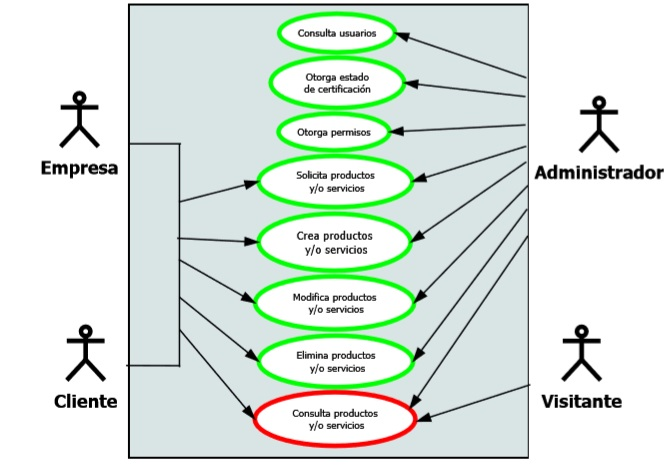 Consulta usuarios
Otorga estado
de certificación
Otorga permisos
Empresa
Administrador
Solicita productos
y/o servicios
Crea productos
y/o servicios
Modifica productos
y/o servicios
Elimina productos
y/o servicios
Cliente
Visitante
Consulta productos
y/o servicios